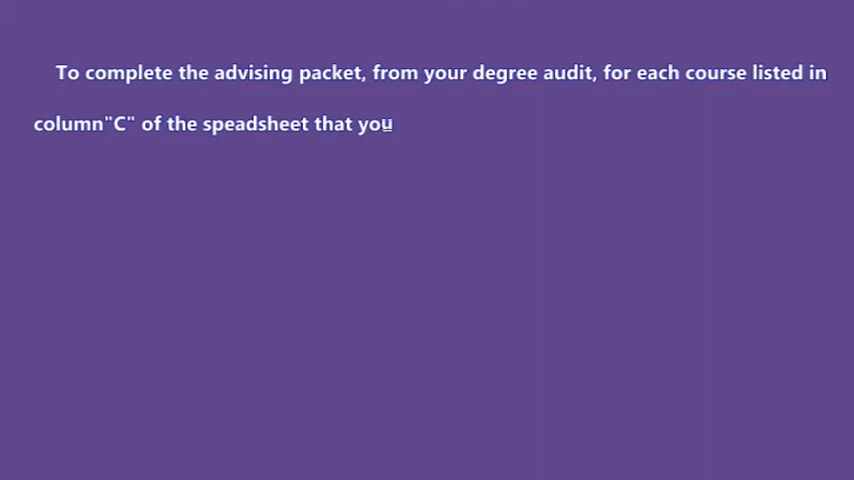 To complete the advising packet, from your degree audit, for each course listed in
column"C" of the speadsheet that you